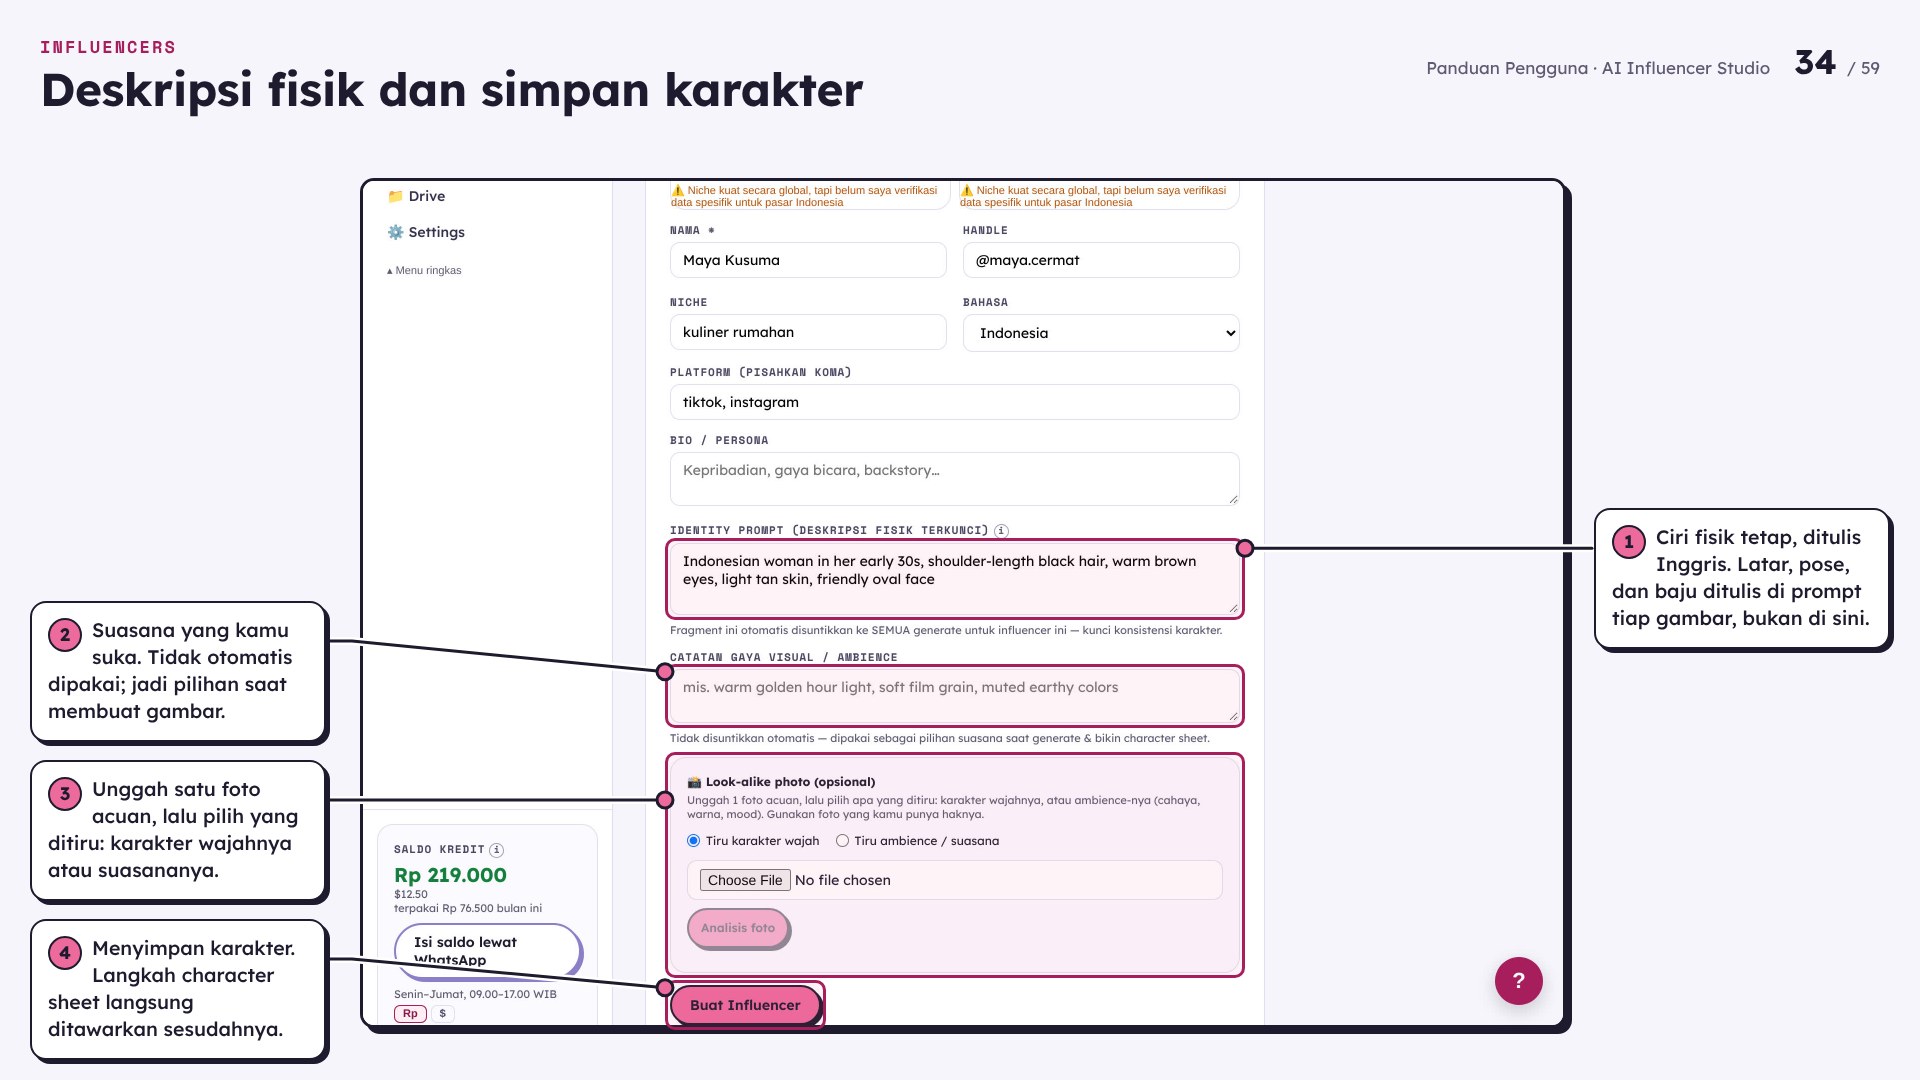 INFLUENCERS
Deskripsi fisik dan simpan karakter
Panduan Pengguna · AI Influencer Studio 34 / 59
📁 Drive
⚙️ Settings
▴ Menu ringkas
⚠️ Niche kuat secara global, tapi belum saya verifikasi
data spesifik untuk pasar Indonesia
⚠️ Niche kuat secara global, tapi belum saya verifikasi
data spesifik untuk pasar Indonesia
NAMA *
Maya Kusuma
HANDLE
@maya.cermat
NICHE
kuliner rumahan
BAHASA
Indonesia
PLATFORM (PISAHKAN KOMA)
tiktok, instagram
BIO / PERSONA
Kepribadian, gaya bicara, backstory…
IDENTITY PROMPT (DESKRIPSI FISIK TERKUNCI) i
Indonesian woman in her early 30s, shoulder-length black hair, warm brown
eyes, light tan skin, friendly oval face
Fragment ini otomatis disuntikkan ke SEMUA generate untuk influencer ini — kunci konsistensi karakter.
CATATAN GAYA VISUAL / AMBIENCE
mis. warm golden hour light, soft film grain, muted earthy colors
Tidak disuntikkan otomatis — dipakai sebagai pilihan suasana saat generate & bikin character sheet.
📸 Look-alike photo (opsional)
Unggah 1 foto acuan, lalu pilih apa yang ditiru: karakter wajahnya, atau ambience-nya (cahaya,
warna, mood). Gunakan foto yang kamu punya haknya.
Tiru karakter wajah
Tiru ambience / suasana
Choose File No file chosen
Analisis foto
Buat Influencer
SALDO KREDIT i
Rp 219.000
$12.50
terpakai Rp 76.500 bulan ini
Isi saldo lewat
WhatsApp
Senin–Jumat, 09.00–17.00 WIB
Rp $
?
1 Ciri fisik tetap, ditulis
Inggris. Latar, pose,
dan baju ditulis di prompt
tiap gambar, bukan di sini.
2 Suasana yang kamu
suka. Tidak otomatis
dipakai; jadi pilihan saat
membuat gambar.
3 Unggah satu foto
acuan, lalu pilih yang
ditiru: karakter wajahnya
atau suasananya.
4 Menyimpan karakter.
Langkah character
sheet langsung
ditawarkan sesudahnya.